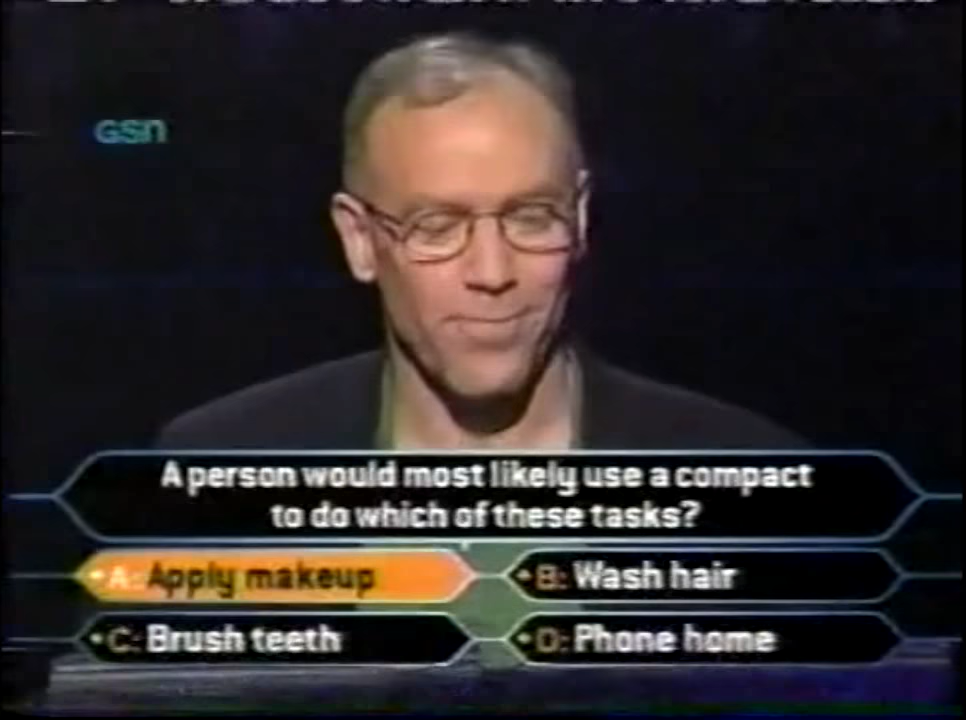 GSN
A person would most likely use a compact
to do which of these tasks?
A: Apply makeup
B: Wash hair
C: Brush teeth
D: Phone home